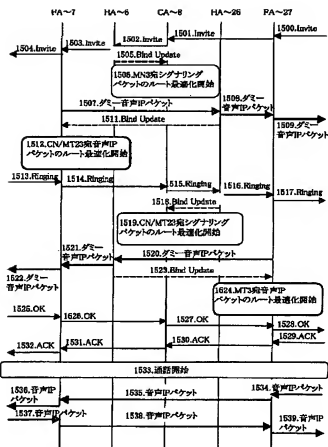 FA～7 HA～6 CA～8 HA～26 FA～27
1500.Invite
1501.Invite
1502.Invite
1503.Invite
1504.Invite
1505.Bind Update
1506.MN3宛シグナリング
パケットのルート最適化開始
1507.ダミー音声IPパケット
1508.ダミー
音声IPパケット
1509.ダミー
音声IPパケット
1511.Bind Update
1512.CN/MT23宛音声IP
パケットのルート最適化開始
1513.Ringing
1514.Ringing
1515.Ringing
1516.Ringing
1517.Ringing
1518.Bind Update
1519.CN/MT23宛シグナリング
パケットのルート最適化開始
1520.ダミー音声IPパケット
1521.ダミー
音声IPパケット
1522.ダミー
音声IPパケット
1523.Bind Update
1524.MT3宛音声IP
パケットのルート最適化開始
1525.OK
1526.OK
1527.OK
1528.OK
1529.ACK
1530.ACK
1531.ACK
1532.ACK
1533.通話開始
1534.音声IPパケット
1535.音声IPパケット
1536.音声IP
パケット
1537.音声IPパケット
1538.音声IPパケット
1539.音声IP
パケット